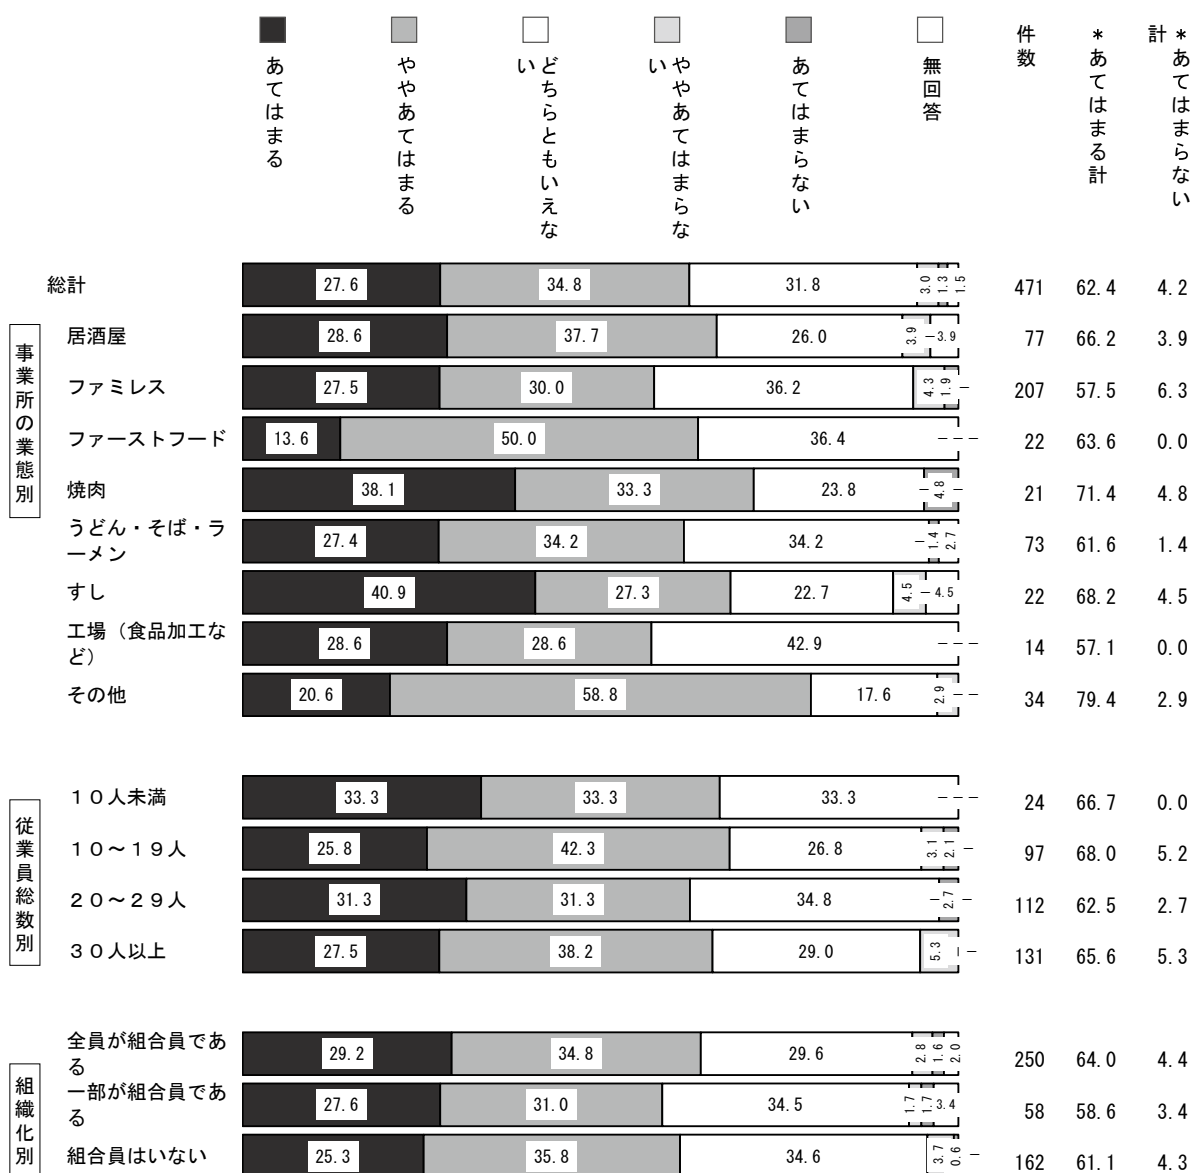 あてはまる
ややあてはまる
どちらともいえない
ややあてはまらない
あてはまらない
無回答
件数
*あてはまる計
*あてはまらない計
総計 27.6 34.8 31.8 3.0 1.3 1.5 471 62.4 4.2
事業所の業態別
居酒屋 28.6 37.7 26.0 3.9 - 3.9 77 66.2 3.9
ファミレス 27.5 30.0 36.2 4.3 1.9 - 207 57.5 6.3
ファーストフード 13.6 50.0 36.4 - - - 22 63.6 0.0
焼肉 38.1 33.3 23.8 - 4.8 - 21 71.4 4.8
うどん・そば・ラ
ーメン 27.4 34.2 34.2 - 1.4 2.7 73 61.6 1.4
すし 40.9 27.3 22.7 4.5 - 4.5 22 68.2 4.5
工場（食品加工な
ど） 28.6 28.6 42.9 - - - 14 57.1 0.0
その他 20.6 58.8 17.6 2.9 - - 34 79.4 2.9
従業員総数別
１０人未満 33.3 33.3 33.3 - - - 24 66.7 0.0
１０～１９人 25.8 42.3 26.8 3.1 2.1 - 97 68.0 5.2
２０～２９人 31.3 31.3 34.8 - 2.7 - 112 62.5 2.7
３０人以上 27.5 38.2 29.0 5.3 - - 131 65.6 5.3
組織化別
全員が組合員であ
る 29.2 34.8 29.6 2.8 1.6 2.0 250 64.0 4.4
一部が組合員であ
る 27.6 31.0 34.5 1.7 1.7 3.4 58 58.6 3.4
組合員はいない 25.3 35.8 34.6 3.7 0.6 - 162 61.1 4.3